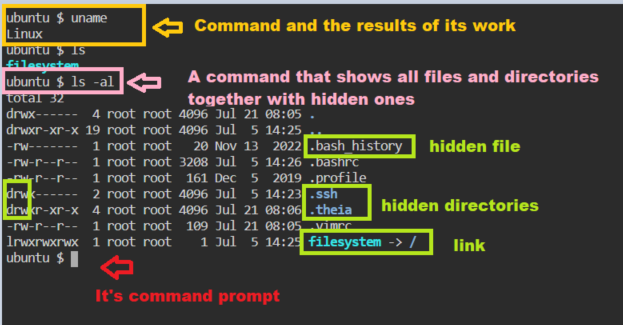 ubuntu $ uname
Linux
Command and the results of its work
ubuntu $ ls
filesystem
ubuntu $ ls -al
A command that shows all files and directories
together with hidden ones
total 32
drwx------  4 root root 4096 Jul 21 08:05 .
drwxr-xr-x 19 root root 4096 Jul  5 14:25 ..
-rw-------  1 root root   20 Nov 13  2022 .bash_history
hidden file
-rw-r--r--  1 root root 3208 Jul  5 14:26 .bashrc
-rw-r--r--  1 root root  161 Dec  5  2019 .profile
drwx------  2 root root 4096 Jul  5 14:23 .ssh
drwxr-xr-x  4 root root 4096 Jul 21 08:06 .theia
hidden directories
-rw-r--r--  1 root root  109 Jul 21 08:05 .vimrc
lrwxrwxrwx  1 root root    1 Jul  5 14:25 filesystem -> /
link
ubuntu $
It's command prompt